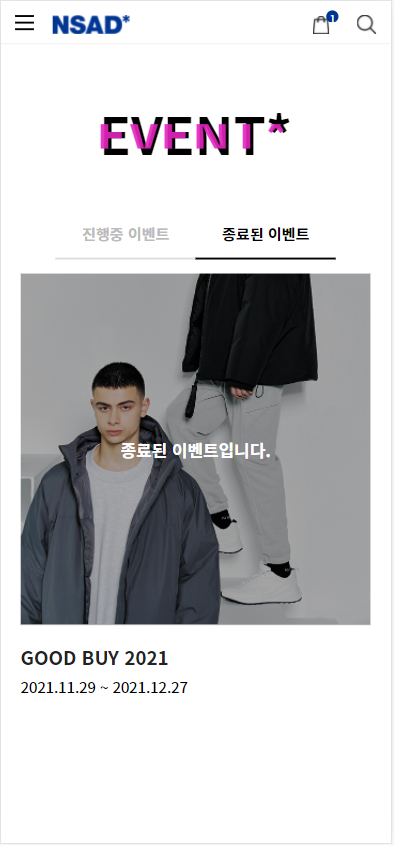 NSAD*
1
EVENT*
진행중 이벤트
종료된 이벤트
종료된 이벤트입니다.
GOOD BUY 2021
2021.11.29 ~ 2021.12.27